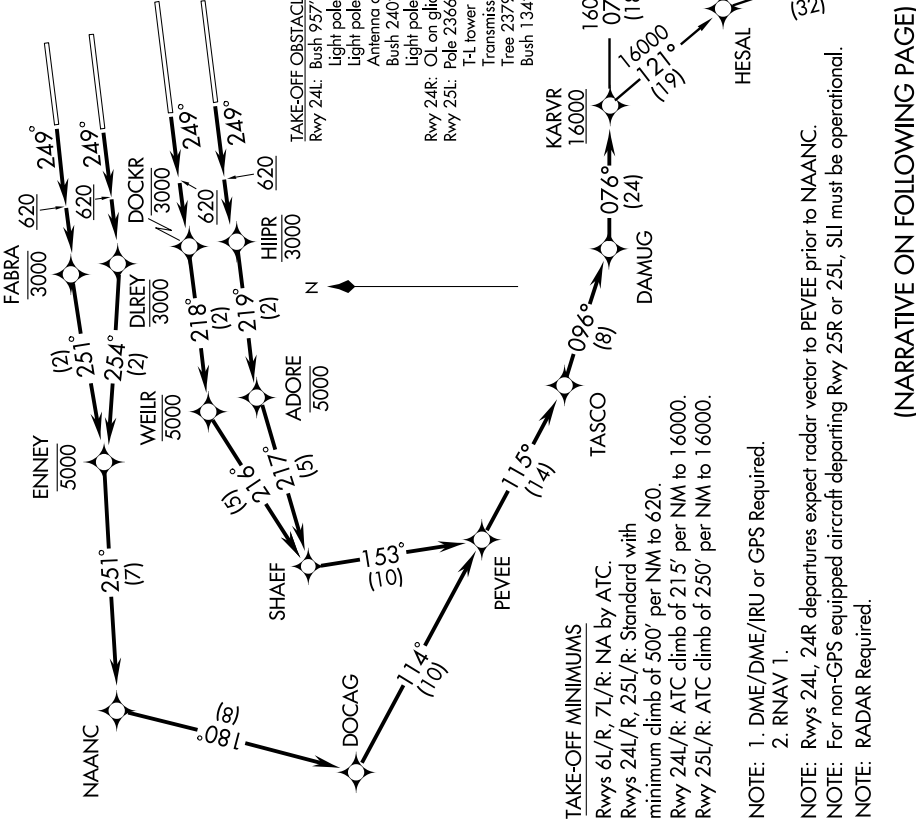 FABRA
3000
620
249°
620
249°
DOCKR
3000
249°
620
249°
620
HIIPR
3000
DLREY
3000
(2)
251°
254°
(2)
218°
(2)
219°
(2)
ENNEY
5000
WEILR
5000
ADORE
5000
(5)
216°
217°
(5)
251°
(7)
SHAEF
NAANC
180°
(8)
DOCAG
153°
(10)
114°
(10)
PEVEE
115°
(14)
TASCO
096°
(8)
DAMUG
076°
(24)
KARVR
16000
16000
121°
(19)
HESAL
(32)
N
TAKE-OFF OBSTACL
Rwy 24L: Bush 957'
Light pole
Light pole
Antenna o
Bush 240'
Light pole
Rwy 24R: OL on glid
Rwy 25L: Pole 2366
T-L tower
Transmiss
Tree 2379
Bush 134'
TAKE-OFF MINIMUMS
Rwys 6L/R, 7L/R: NA by ATC.
Rwys 24L/R, 25L/R: Standard with
minimum climb of 500' per NM to 620.
Rwy 24L/R: ATC climb of 215' per NM to 16000.
Rwy 25L/R: ATC climb of 250' per NM to 16000.
NOTE: 1. DME/DME/IRU or GPS Required.
2. RNAV 1.
NOTE: Rwys 24L, 24R departures expect radar vector to PEVEE prior to NAANC.
NOTE: For non-GPS equipped aircraft departing Rwy 25R or 25L, SLI must be operational.
NOTE: RADAR Required.
(NARRATIVE ON FOLLOWING PAGE)